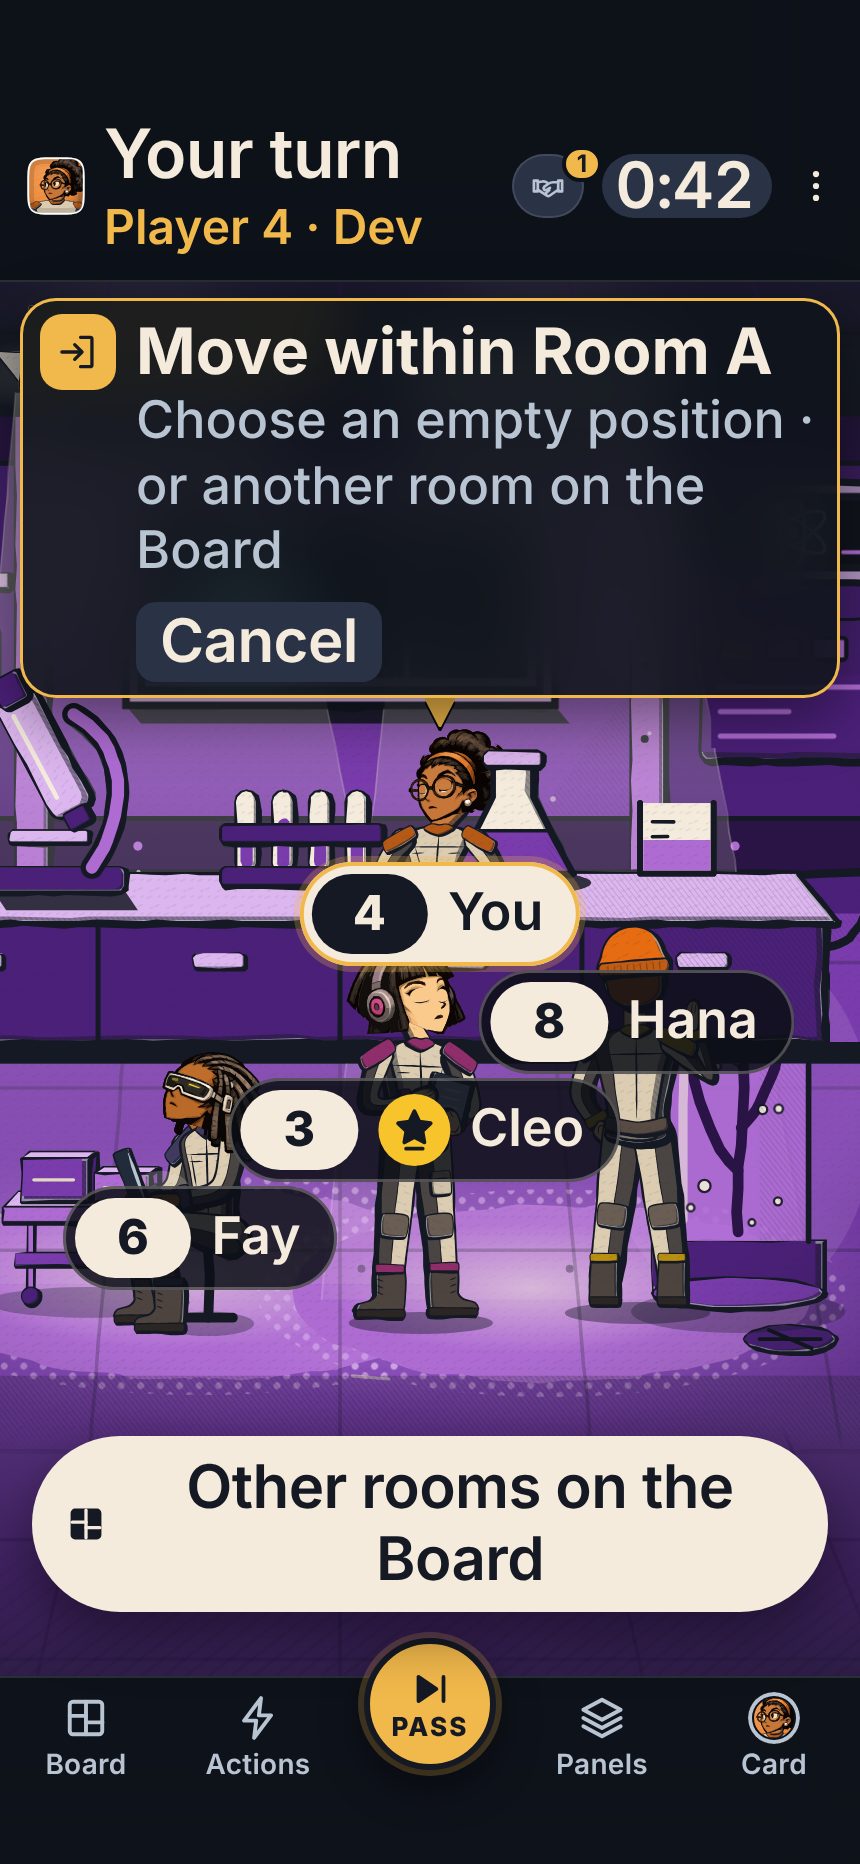 Your turn
Player 4 · Dev
1
0:42
Move within Room A
Choose an empty position ·
or another room on the
Board
Cancel
4 You
8 Hana
3 Cleo
6 Fay
Other rooms on the
Board
PASS
Board
Actions
Panels
Card